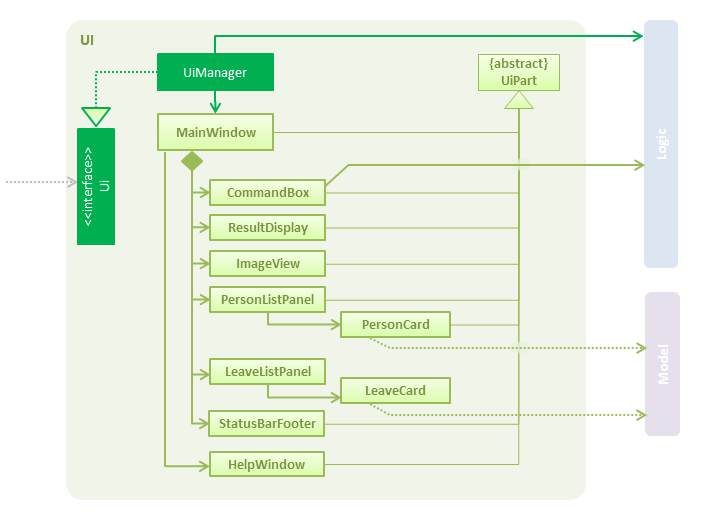 UI
{abstract}
UiPart
UiManager
MainWindow
<<interface>>
Ui
Logic
CommandBox
ResultDisplay
ImageView
PersonListPanel
PersonCard
Model
LeaveListPanel
LeaveCard
StatusBarFooter
HelpWindow